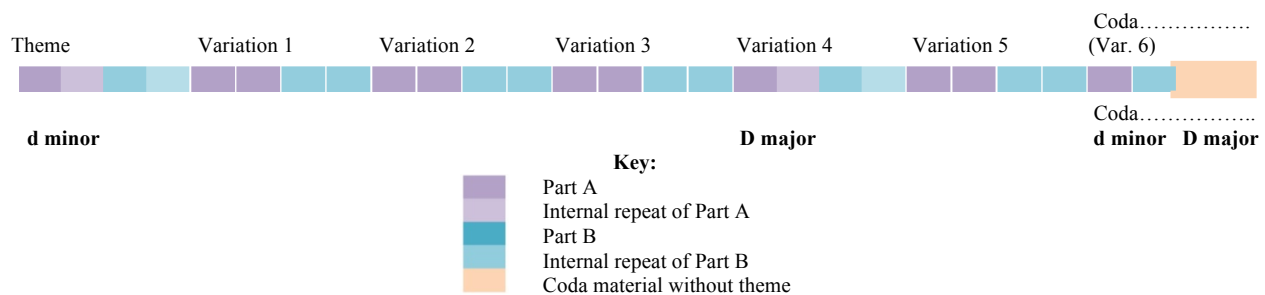 Coda…………….
Theme Variation 1 Variation 2 Variation 3 Variation 4 Variation 5 (Var. 6)
Coda……………..
d minor D major d minor D major
Key:
Part A
Internal repeat of Part A
Part B
Internal repeat of Part B
Coda material without theme